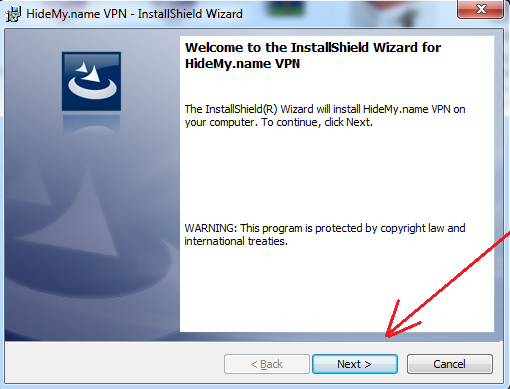 HideMy.name VPN - InstallShield Wizard
Welcome to the InstallShield Wizard for
HideMy.name VPN
The InstallShield(R) Wizard will install HideMy.name VPN on
your computer. To continue, click Next.
WARNING: This program is protected by copyright law and
international treaties.
< Back
Next >
Cancel